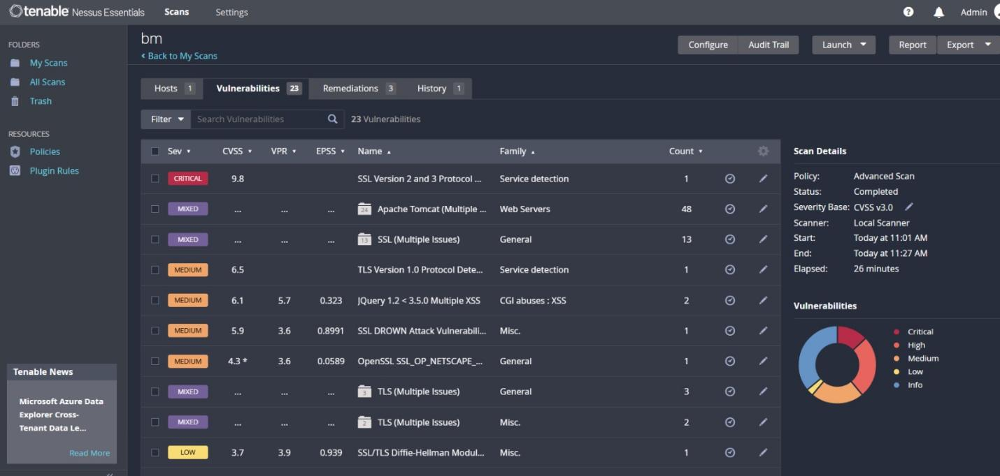 tenable Nessus Essentials Scans Settings Admin
FOLDERS
My Scans
All Scans
Trash
RESOURCES
Policies
Plugin Rules
Tenable News
Microsoft Azure Data
Explorer Cross-
Tenant Data Le...
Read More
bm
Back to My Scans
Configure Audit Trail Launch Report Export
Hosts 1 Vulnerabilities 23 Remediations 3 History 1
Filter Search Vulnerabilities 23 Vulnerabilities
Sev CVSS VPR EPSS Name Family Count
CRITICAL 9.8 SSL Version 2 and 3 Protocol ... Service detection 1
MIXED ... ... ... 24 Apache Tomcat (Multiple ... Web Servers 48
MIXED ... ... ... 13 SSL (Multiple Issues) General 13
MEDIUM 6.5 TLS Version 1.0 Protocol Dete... Service detection 1
MEDIUM 6.1 5.7 0.323 JQuery 1.2 < 3.5.0 Multiple XSS CGI abuses : XSS 2
MEDIUM 5.9 3.6 0.8991 SSL DROWN Attack Vulnerabili... Misc. 1
MEDIUM 4.3 * 3.6 0.0589 OpenSSL SSL_OP_NETSCAPE_... General 1
MIXED ... ... ... 3 TLS (Multiple Issues) General 3
MIXED ... ... ... 2 TLS (Multiple Issues) Misc. 2
LOW 3.7 3.9 0.939 SSL/TLS Diffie-Hellman Modul... Misc. 1
Scan Details
Policy: Advanced Scan
Status: Completed
Severity Base: CVSS v3.0
Scanner: Local Scanner
Start: Today at 11:01 AM
End: Today at 11:27 AM
Elapsed: 26 minutes
Vulnerabilities
Critical
High
Medium
Low
Info